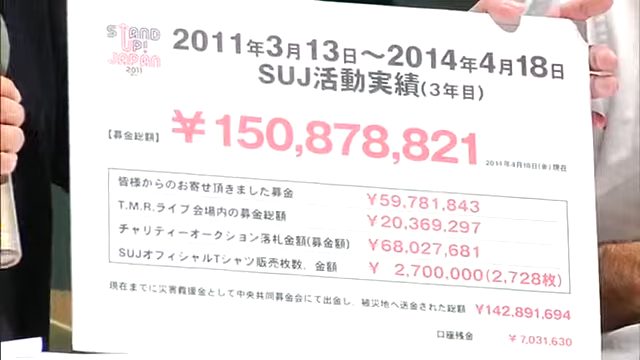 STAND
UP!
JAPAN
2011
2011年3月13日〜2014年4月18日
SUJ活動実績(3年目)
【募金総額】 ¥150,878,821 2014年4月18日(金)現在
皆様からのお寄せ頂きました募金 ¥59,781,843
T.M.R.ライブ会場内の募金総額 ¥20,369,297
チャリティーオークション落札金額(募金額) ¥68,027,681
SUJオフィシャルTシャツ販売枚数、金額 ¥ 2,700,000(2,728枚)
現在までに災害救援金として中央共同募金会にて出金し、被災地へ送金された総額 ¥142,891,694
口座残金 ¥ 7,031,630